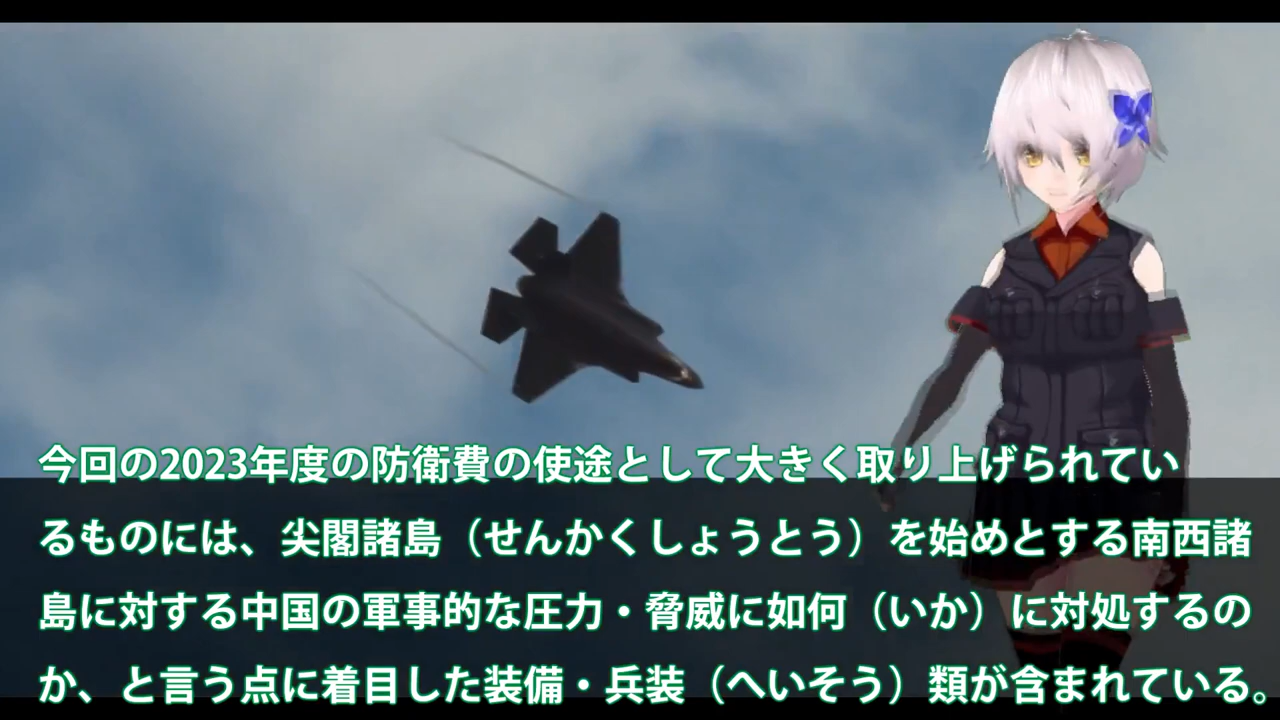 今回の2023年度の防衛費の使途として大きく取り上げられてい
るものには、尖閣諸島（せんかくしょうとう）を始めとする南西諸
島に対する中国の軍事的な圧力・脅威に如何（いか）に対処するの
か、と言う点に着目した装備・兵装（へいそう）類が含まれている。